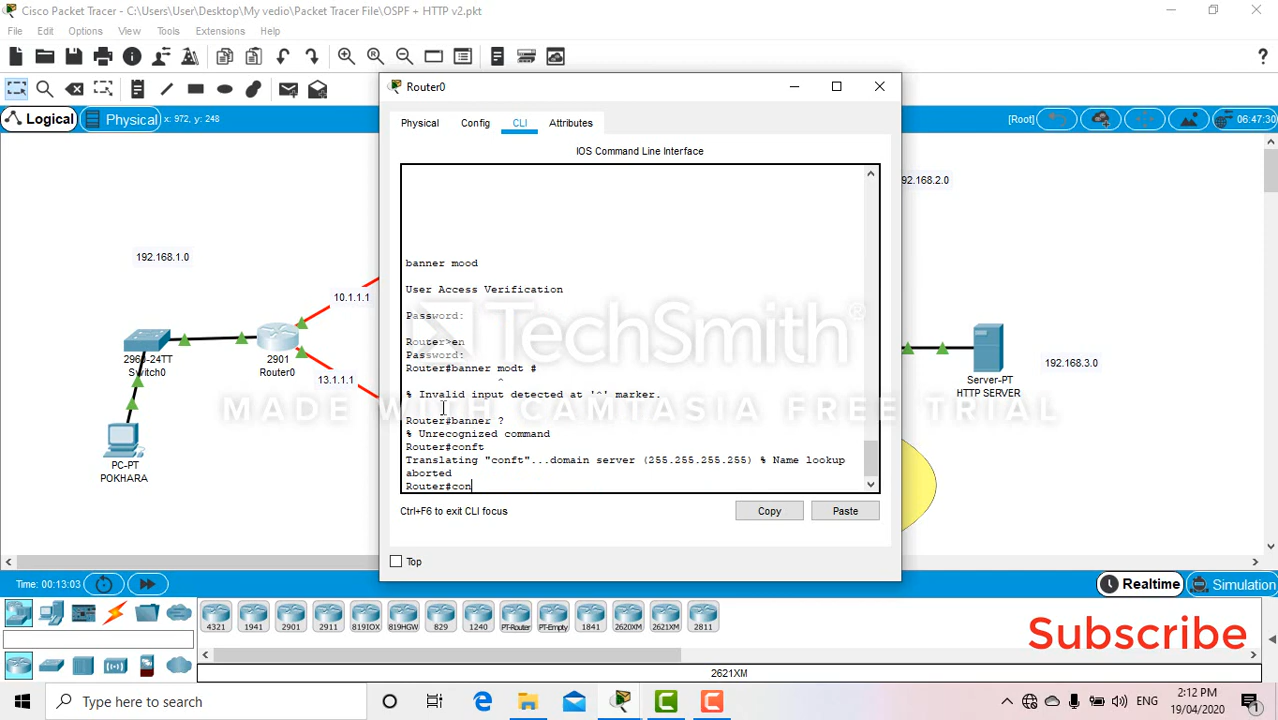 Cisco Packet Tracer - C:\Users\User\Desktop\My vedio\Packet Tracer File\OSPF + HTTP v2.pkt
File Edit Options View Tools Extensions Help
Logical Physical x: 972, y: 248 [Root] 06:47:30
Router0
Physical Config CLI Attributes
IOS Command Line Interface
banner mood
User Access Verification
Password:
Router>en
Password:
Router#banner modt #
^
% Invalid input detected at '^' marker.
Router#banner ?
% Unrecognized command
Router#conft
Translating "conft"...domain server (255.255.255.255) % Name lookup
aborted
Router#con
Ctrl+F6 to exit CLI focus
Copy Paste
Top
192.168.1.0
92.168.2.0
10.1.1.1
13.1.1.1
2901
Router0
Switch0
PC-PT
POKHARA
Server-PT
HTTP SERVER
192.168.3.0
TechSmith
MADE WITH CAMTASIA FREE TRIAL
Time: 00:13:03 Realtime Simulation
4321 1941 2901 2911 819IOX 819HGW 829 1240 PT-Router PT-Empty 1841 2620XM 2621XM 2811
Subscribe
2621XM
Type here to search
2:12 PM
19/04/2020